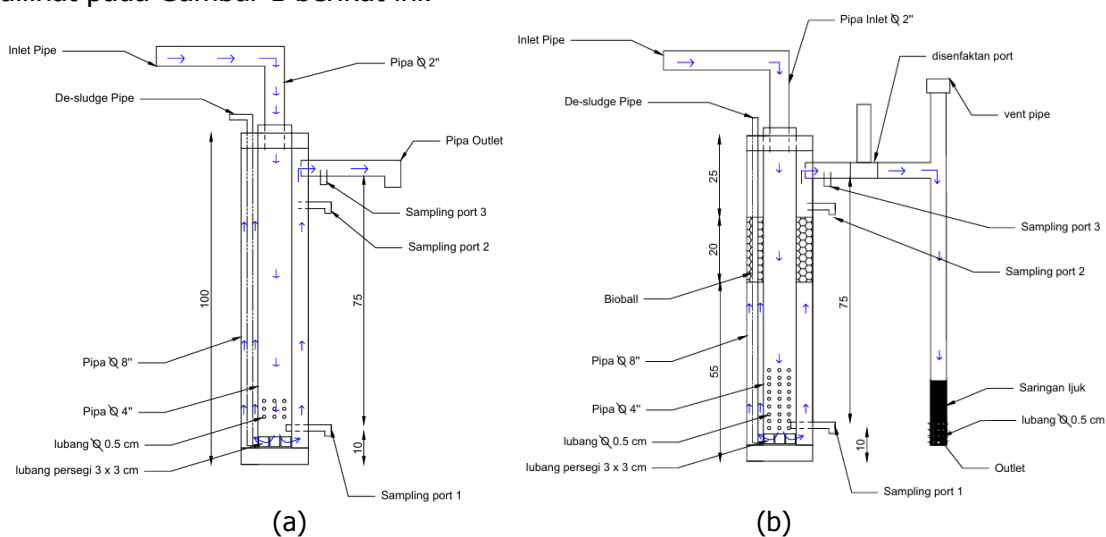 dilihat pada Gambar 1 berikut ini.
Inlet Pipe
Pipa Ø 2"
De-sludge Pipe
Pipa Outlet
Sampling port 3
Sampling port 2
100
75
Pipa Ø 8"
Pipa Ø 4"
lubang Ø 0.5 cm
lubang persegi 3 x 3 cm
10
Sampling port 1
(a)
Pipa Inlet Ø 2"
Inlet Pipe
disenfaktan port
De-sludge Pipe
vent pipe
25
Sampling port 3
20
Sampling port 2
Bioball
75
Pipa Ø 8"
55
Saringan Ijuk
Pipa Ø 4"
lubang Ø 0.5 cm
lubang Ø 0.5 cm
10
lubang persegi 3 x 3 cm
Outlet
Sampling port 1
(b)